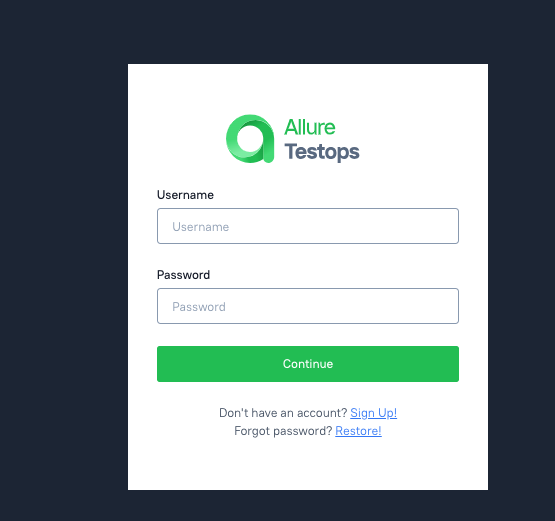 Allure
Testops
Username
Username
Password
Password
Continue
Don't have an account? Sign Up!
Forgot password? Restore!